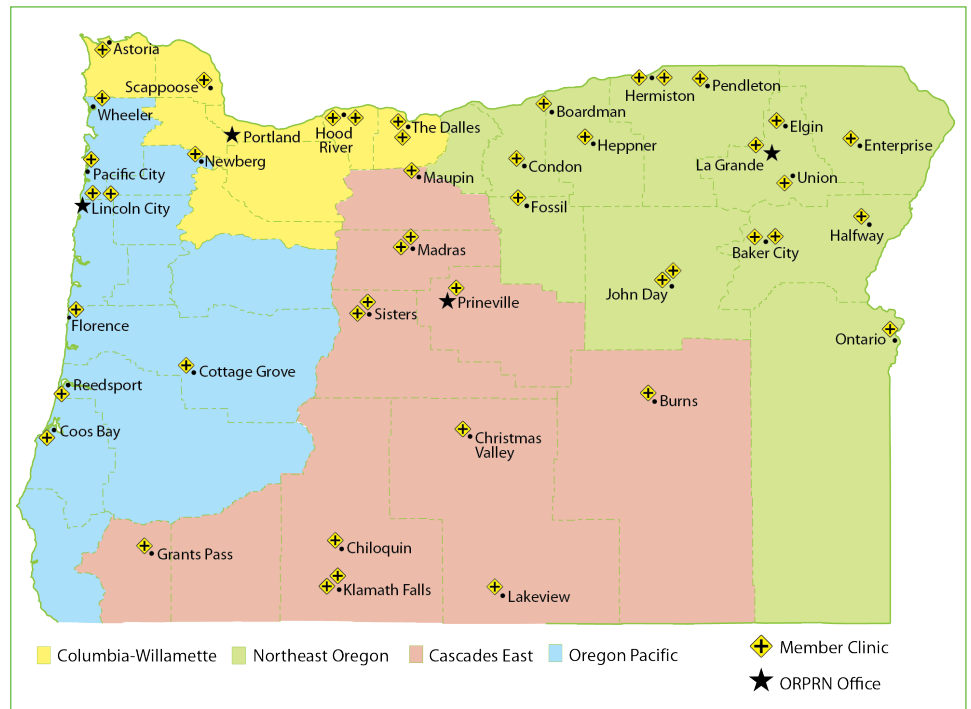 Astoria
Scappoose
Wheeler
Portland
Hood
River
The Dalles
Newberg
Pacific City
Maupin
Lincoln City
Hermiston
Pendleton
Boardman
Heppner
Elgin
Enterprise
La Grande
Union
Condon
Fossil
Halfway
Baker City
John Day
Madras
Prineville
Sisters
Ontario
Florence
Cottage Grove
Reedsport
Coos Bay
Burns
Christmas
Valley
Grants Pass
Chiloquin
Klamath Falls
Lakeview
Columbia-Willamette
Northeast Oregon
Cascades East
Oregon Pacific
Member Clinic
ORPRN Office